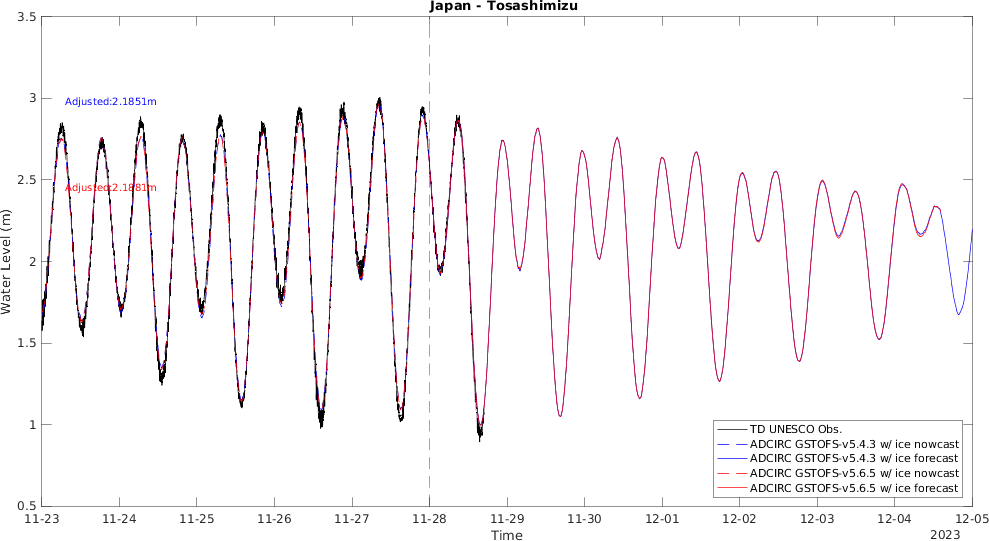 Japan - Tosashimizu
3.5
3
2.5
2
1.5
1
0.5
Water Level (m)
Adjusted:2.1851m
Adjusted:2.1881m
TD UNESCO Obs.
ADCIRC GSTOFS-v5.4.3 w/ ice nowcast
ADCIRC GSTOFS-v5.4.3 w/ ice forecast
ADCIRC GSTOFS-v5.6.5 w/ ice nowcast
ADCIRC GSTOFS-v5.6.5 w/ ice forecast
11-23 11-24 11-25 11-26 11-27 11-28 11-29 11-30 12-01 12-02 12-03 12-04 12-05
Time
2023